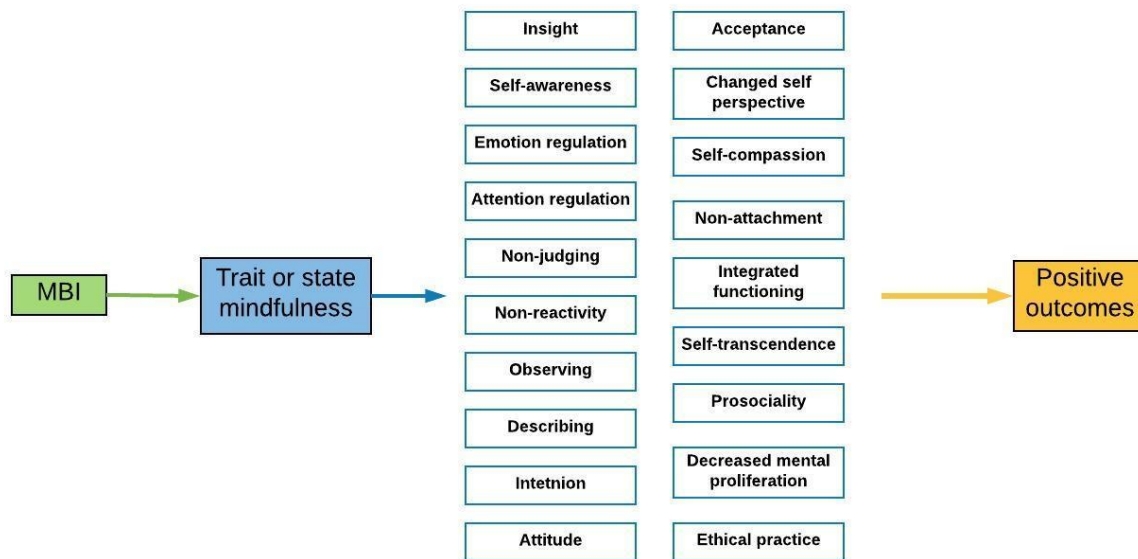 MBI
Trait or state
mindfulness
Insight
Self-awareness
Emotion regulation
Attention regulation
Non-judging
Non-reactivity
Observing
Describing
Intetnion
Attitude
Acceptance
Changed self
perspective
Self-compassion
Non-attachment
Integrated
functioning
Self-transcendence
Prosociality
Decreased mental
proliferation
Ethical practice
Positive
outcomes